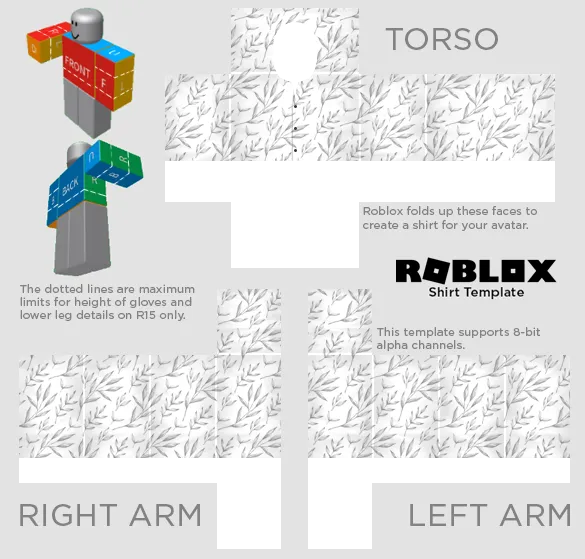 TORSO
FRONT
F
L
U
R
D
U
BACK
R
B
R
B
Roblox folds up these faces to
create a shirt for your avatar.
ROBLOX
Shirt Template
The dotted lines are maximum
limits for height of gloves and
lower leg details on R15 only.
This template supports 8-bit
alpha channels.
RIGHT ARM
LEFT ARM